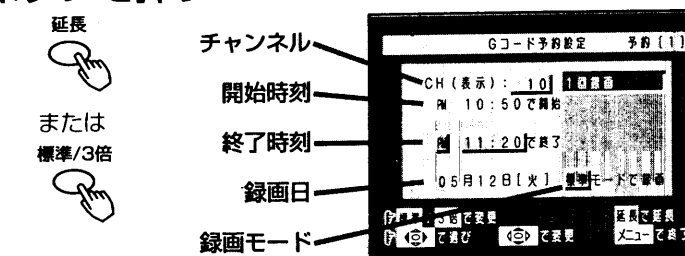 延長
または
標準/3倍
チャンネル
開始時刻
終了時刻
録画日
録画モード
Gコード予約設定 予約[1]
CH(表示): 10 1回録画
PM 10:50で開始
PM 11:20で終了
05月12日[火] 標準モードで録画
3倍で変更 延長で延長
で選び で変更 メニューで終